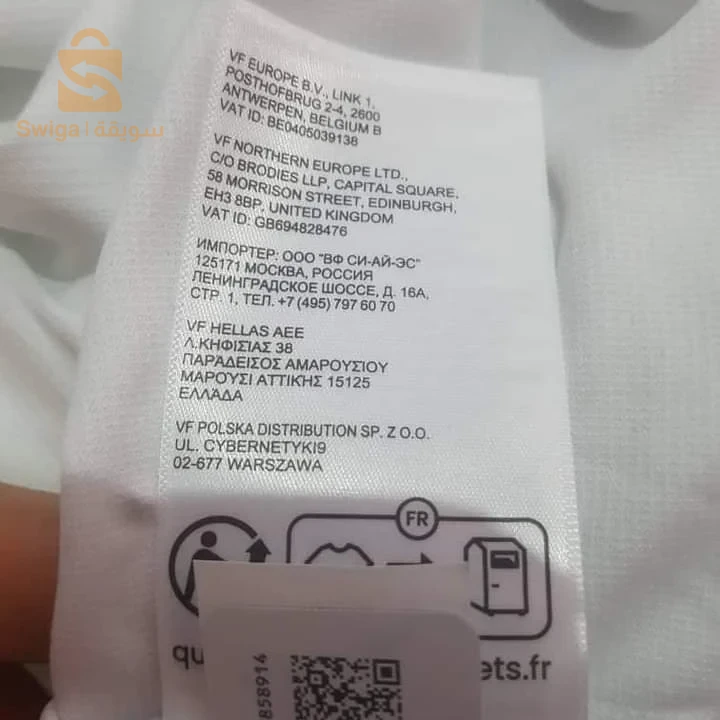 Swiga | سويقة
VF EUROPE B.V., LINK 1,
POSTHOFBRUG 2-4, 2600
ANTWERPEN, BELGIUM B
VAT ID: BE0405039138
VF NORTHERN EUROPE LTD.,
C/O BRODIES LLP, CAPITAL SQUARE,
58 MORRISON STREET, EDINBURGH,
EH3 8BP, UNITED KINGDOM
VAT ID: GB694828476
ИМПОРТЕР: ООО "ВФ СИ-АЙ-ЭС"
125171 МОСКВА, РОССИЯ
ЛЕНИНГРАДСКОЕ ШОССЕ, Д. 16А,
СТР. 1, ТЕЛ. +7 (495) 797 60 70
VF HELLAS AEE
Λ.ΚΗΦΙΣΙΑΣ 38
ΠΑΡΆΔΕΙΣΟΣ ΑΜΑΡΟΥΣΙΟΥ
ΜΑΡΟΥΣΙ ΑΤΤΙΚΗΣ 15125
ΕΛΛΆΔΑ
VF POLSKA DISTRIBUTION SP. Z O.O.
UL. CYBERNETYKI9
02-677 WARSZAWA
FR
qu
ets.fr
858914